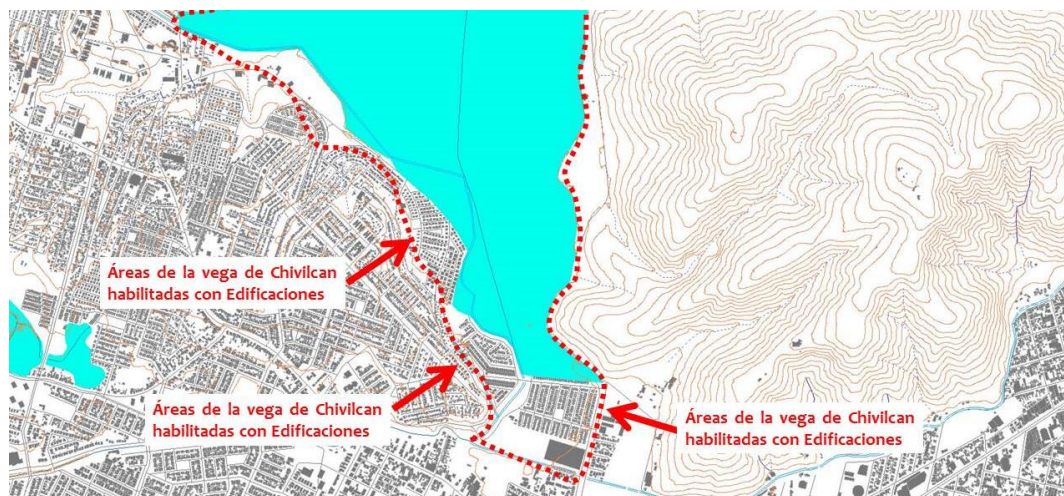 Áreas de la vega de Chivilcan
habilitadas con Edificaciones
Áreas de la vega de Chivilcan
habilitadas con Edificaciones
Áreas de la vega de Chivilcan
habilitadas con Edificaciones